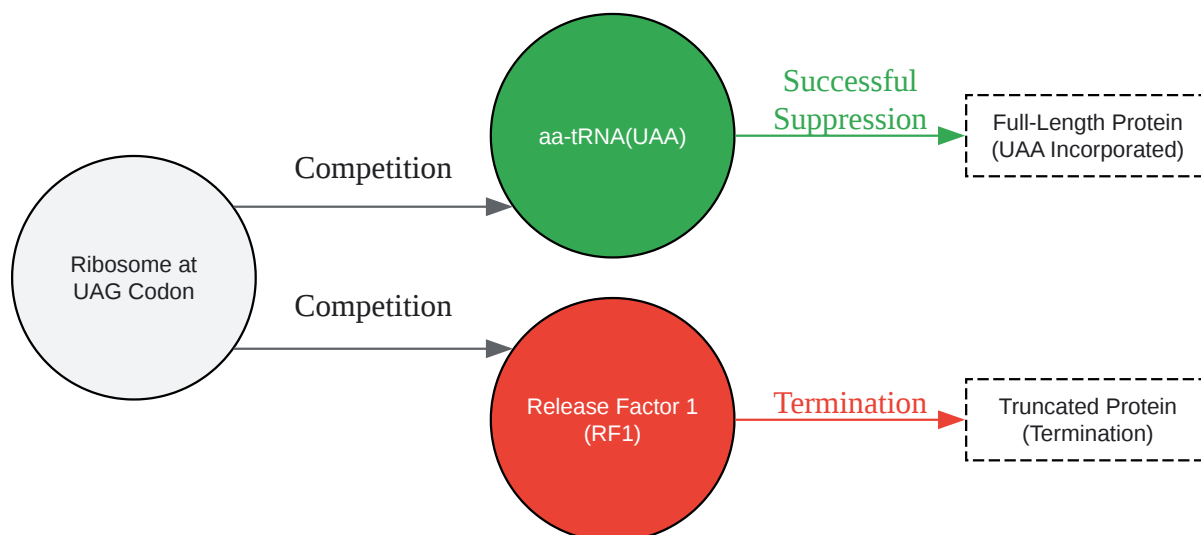 Ribosome at
UAG Codon
Competition
Competition
aa-tRNA(UAA)
Release Factor 1
(RF1)
Successful
Suppression
Termination
Full-Length Protein
(UAA Incorporated)
Truncated Protein
(Termination)